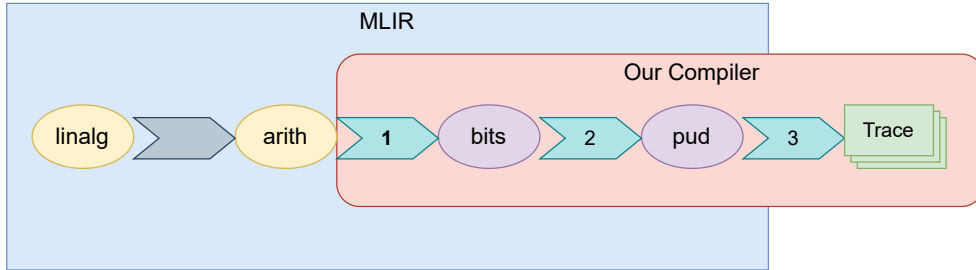 MLIR
Our Compiler
linalg
arith
1
bits
2
pud
3
Trace